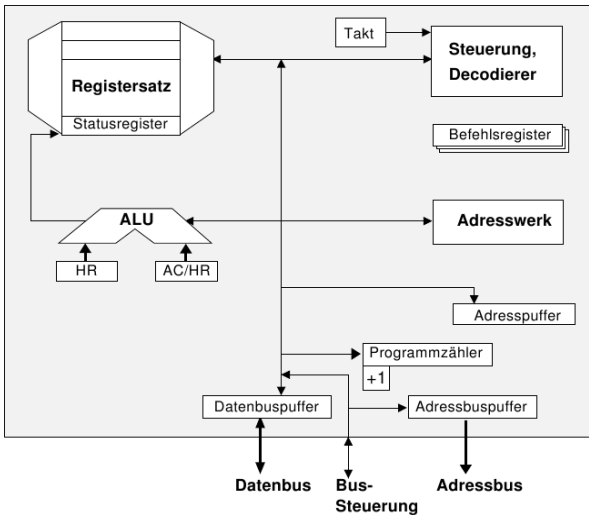 Takt
Steuerung,
Decodierer
Registersatz
Statusregister
Befehlsregister
ALU
Adresswerk
HR
AC/HR
Adresspuffer
Programmzähler
+1
Datenbuspuffer
Adressbuspuffer
Datenbus
Bus-
Steuerung
Adressbus